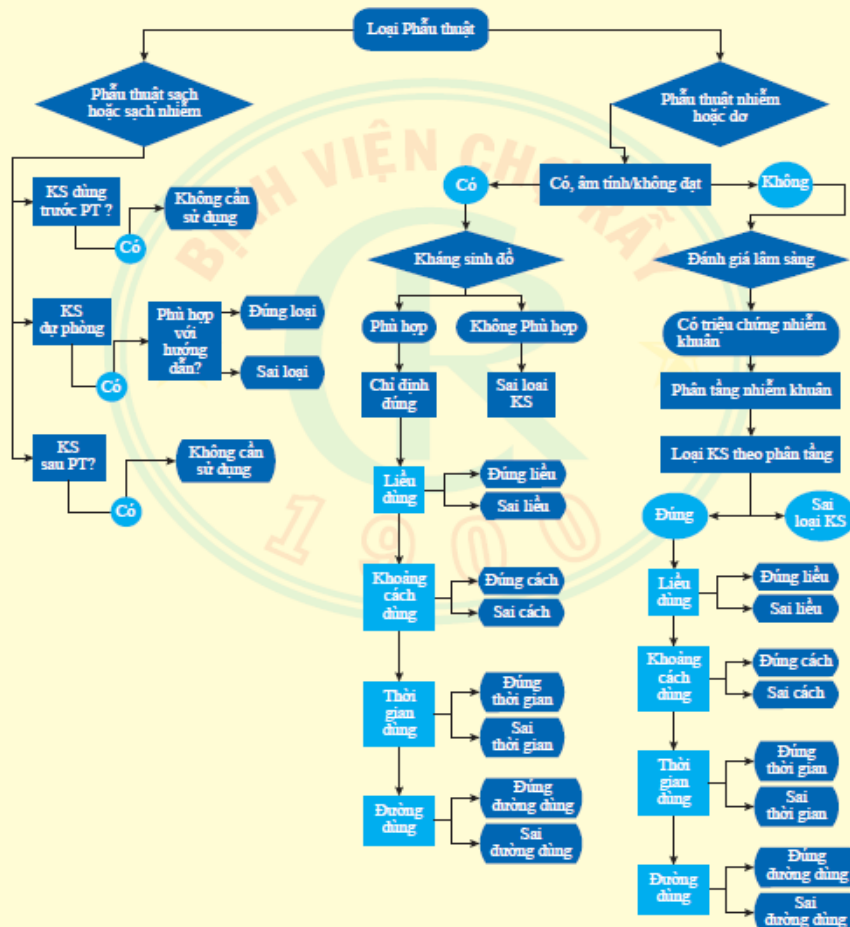 Loại Phẫu thuật
Phẫu thuật sạch
hoặc sạch nhiễm
Phẫu thuật nhiễm
hoặc dơ
KS dùng
trước PT ?
Có
Không cần
sử dụng
KS
dự phòng
Có
Phù hợp
với
hướng
dẫn?
Đúng loại
Sai loại
KS
sau PT?
Có
Không cần
sử dụng
Có, âm tính/không đạt
Có
Không
Kháng sinh đồ
Phù hợp
Không Phù hợp
Chỉ định
đúng
Sai loại
KS
Liều
dùng
Đúng liều
Sai liều
Khoảng
cách
dùng
Đúng cách
Sai cách
Thời
gian
dùng
Đúng
thời gian
Sai
thời gian
Đường
dùng
Đúng
đường dùng
Sai
đường dùng
Đánh giá lâm sàng
Có triệu chứng nhiễm
khuẩn
Phân tầng nhiễm khuẩn
Loại KS theo phân tầng
Đúng
Sai
loại KS
Liều
dùng
Đúng liều
Sai liều
Khoảng
cách
dùng
Đúng cách
Sai cách
Thời
gian
dùng
Đúng
thời gian
Sai
thời gian
Đường
dùng
Đúng
đường dùng
Sai
đường dùng
BỆNH VIỆN CHỢ RẪY
1900